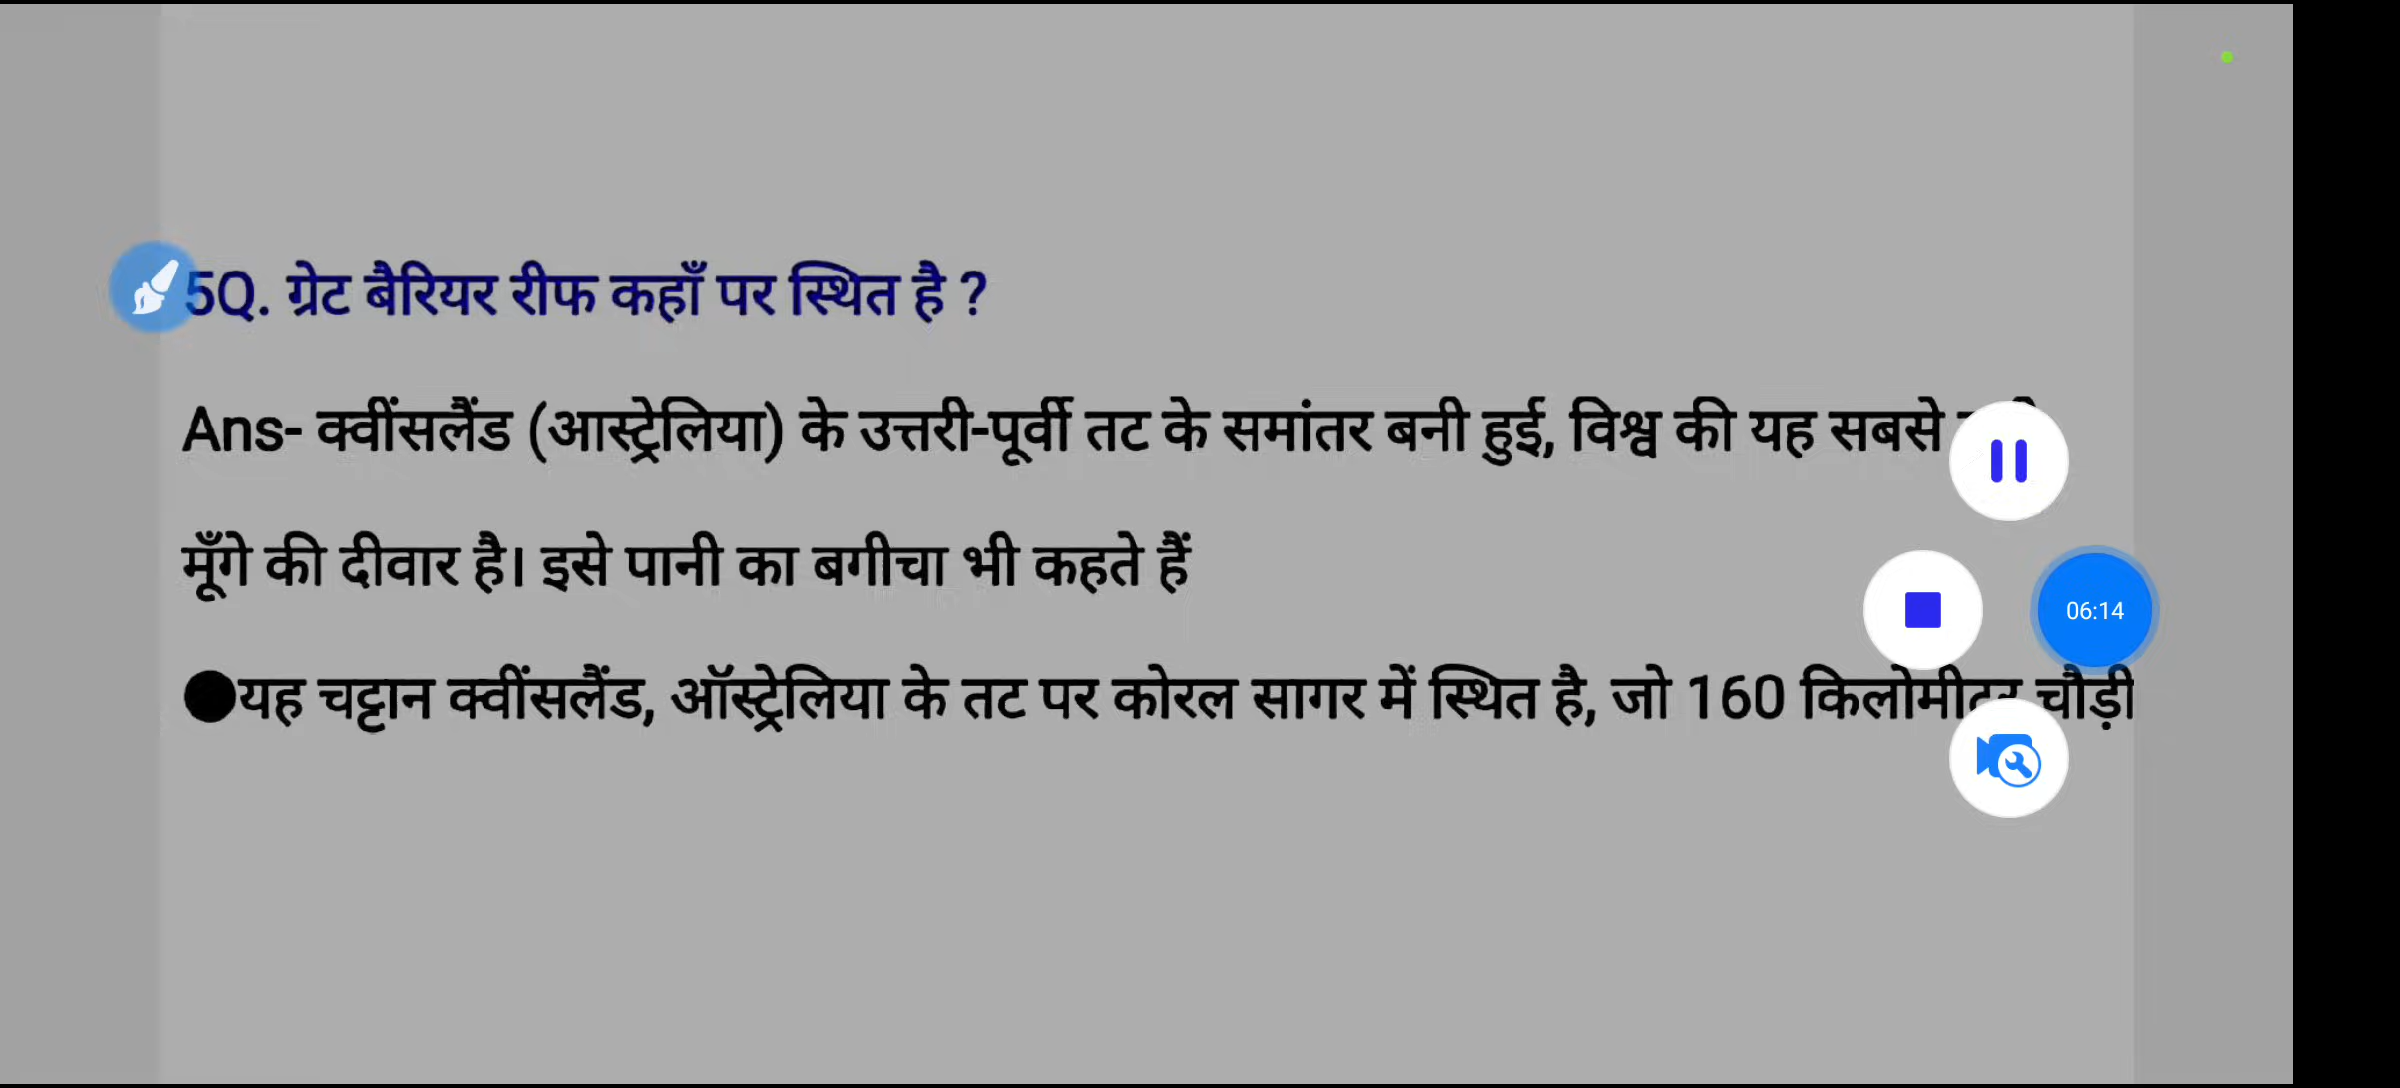 5Q. ग्रेट बैरियर रीफ कहाँ पर स्थित है ?
Ans- क्वींसलैंड (आस्ट्रेलिया) के उत्तरी-पूर्वी तट के समांतर बनी हुई, विश्व की यह सबसे
मूँगे की दीवार है। इसे पानी का बगीचा भी कहते हैं
06:14
●यह चट्टान क्वींसलैंड, ऑस्ट्रेलिया के तट पर कोरल सागर में स्थित है, जो 160 किलोमीटर चौड़ी